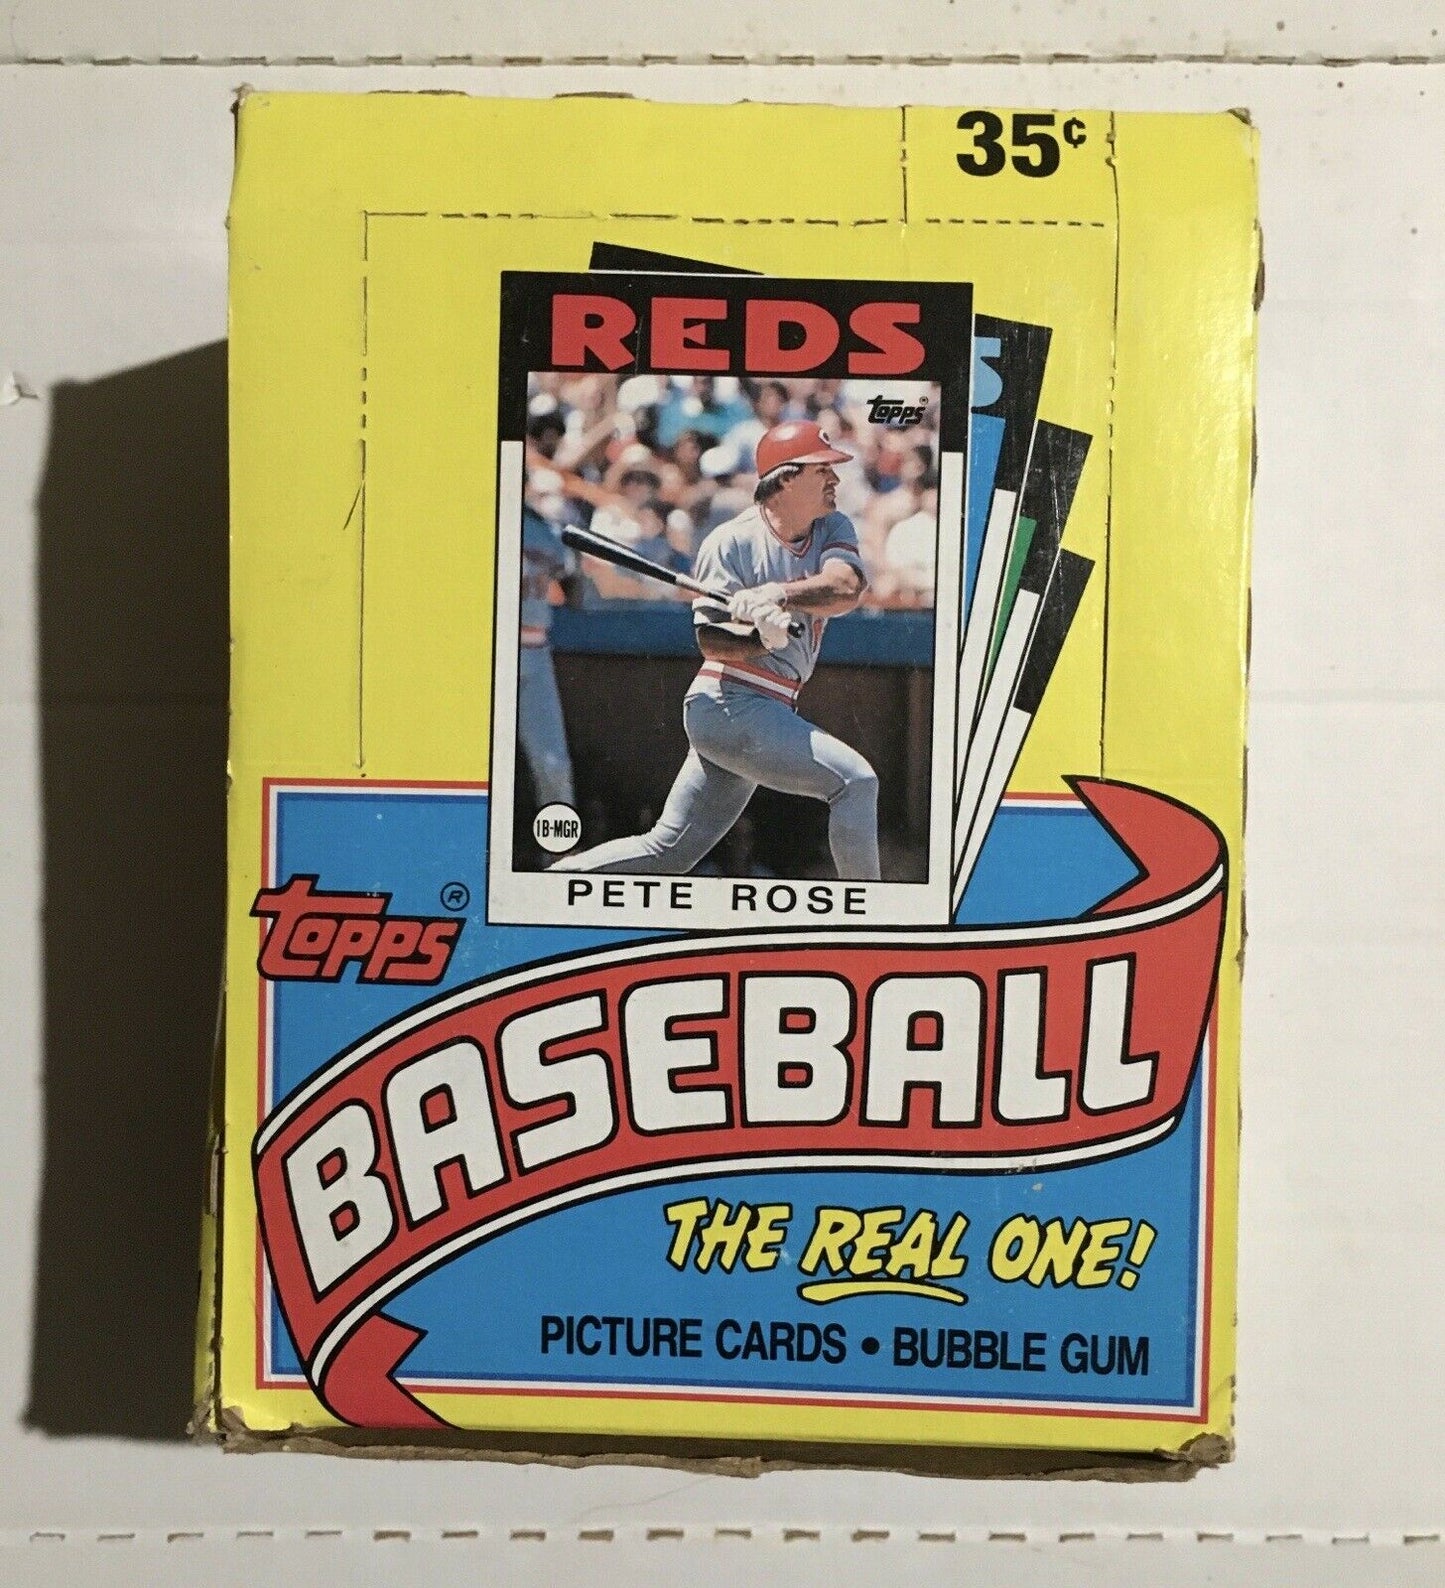 35¢
REDS
S
topps®
1B-MGR
PETE ROSE
topps®
BASEBALL
THE REAL ONE!
PICTURE CARDS • BUBBLE GUM